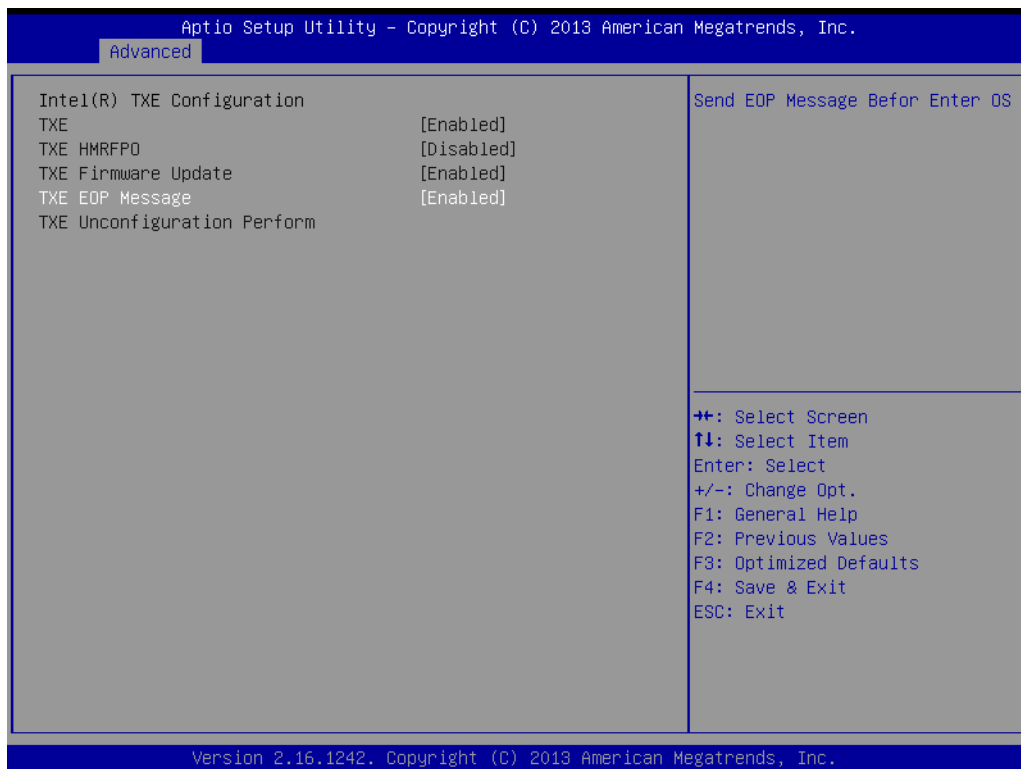 Aptio Setup Utility – Copyright (C) 2013 American Megatrends, Inc.
Advanced
Intel(R) TXE Configuration
TXE [Enabled]
TXE HMRFPO [Disabled]
TXE Firmware Update [Enabled]
TXE EOP Message [Enabled]
TXE Unconfiguration Perform
Send EOP Message Befor Enter OS
→←: Select Screen
↑↓: Select Item
Enter: Select
+/-: Change Opt.
F1: General Help
F2: Previous Values
F3: Optimized Defaults
F4: Save & Exit
ESC: Exit
Version 2.16.1242. Copyright (C) 2013 American Megatrends, Inc.